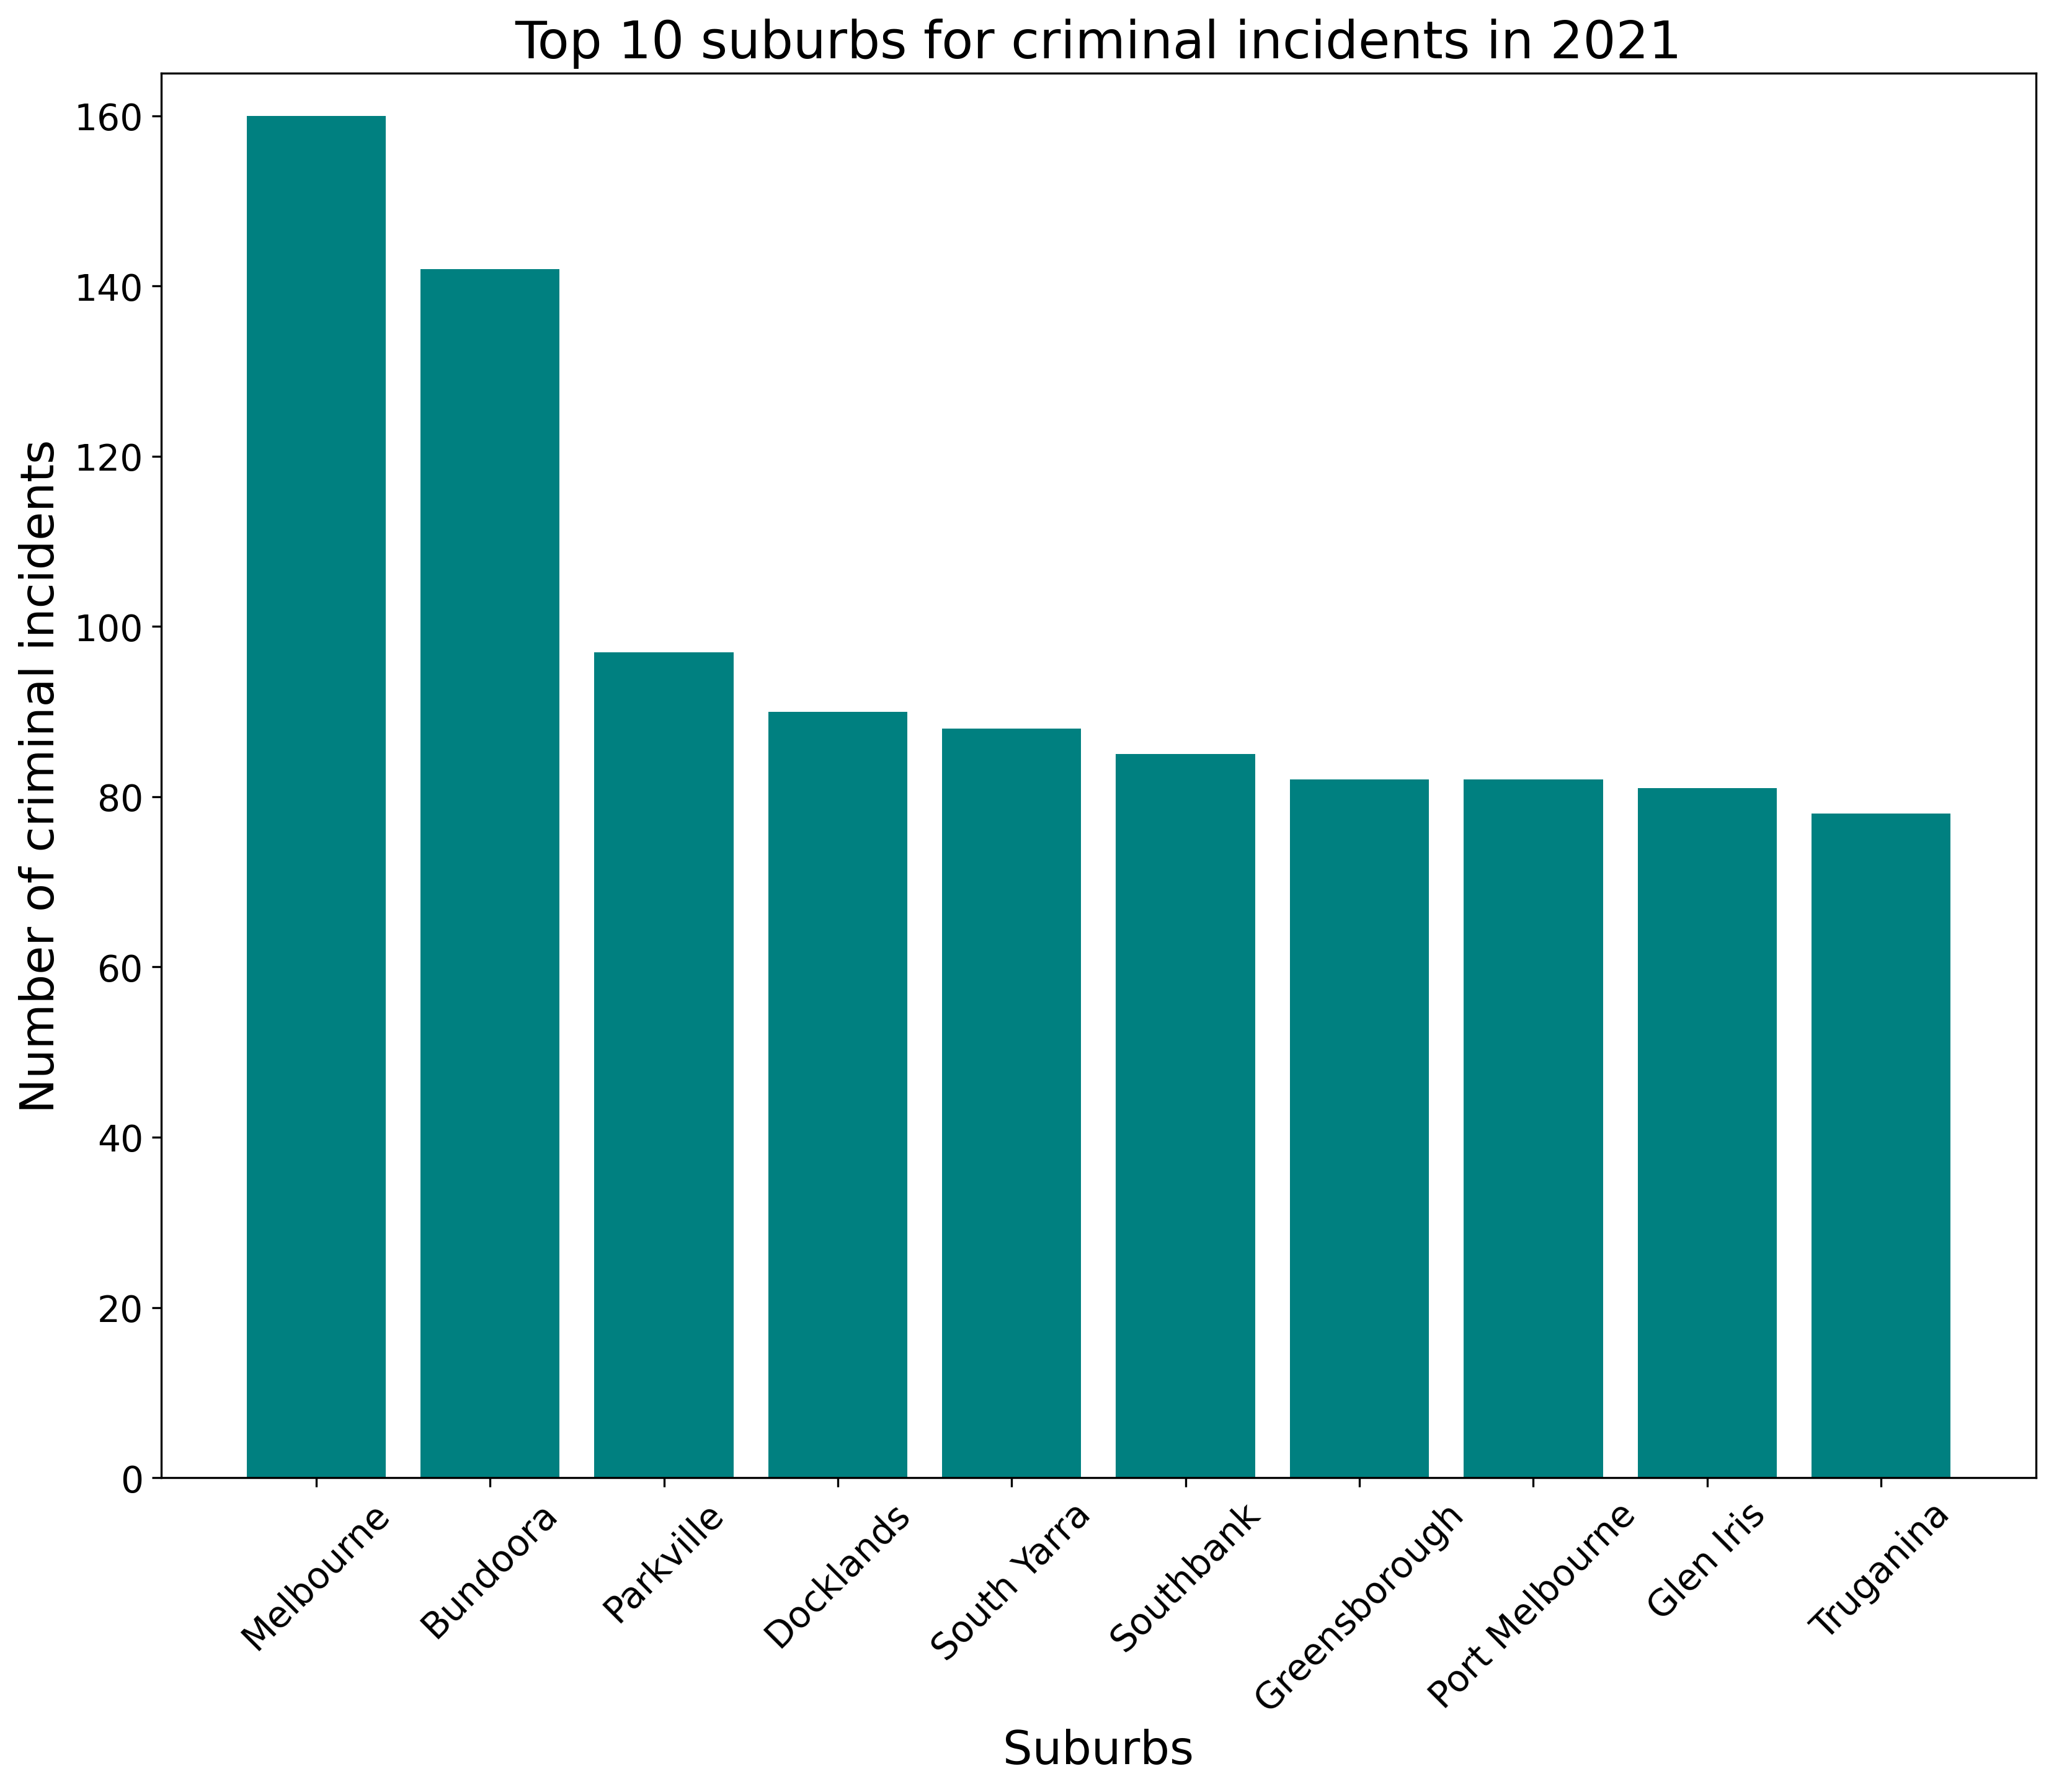 Top 10 suburbs for criminal incidents in 2021
Number of criminal incidents
160
140
120
100
80
60
40
20
0
Melbourne
Bundoora
Parkville
Docklands
South Yarra
Southbank
Greensborough
Port Melbourne
Glen Iris
Truganina
Suburbs